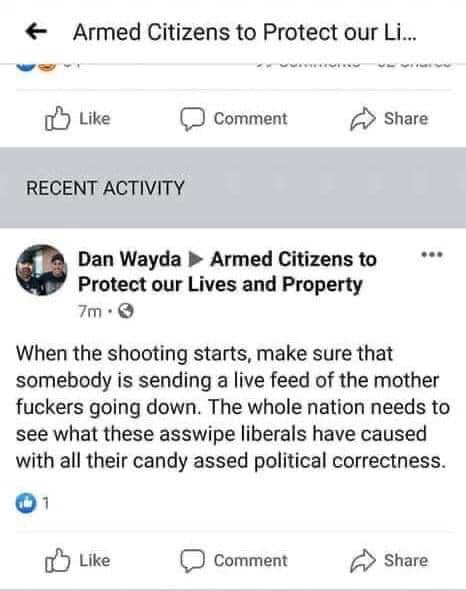 Armed Citizens to Protect our Li...
Like Comment Share
RECENT ACTIVITY
Dan Wayda ▶ Armed Citizens to
Protect our Lives and Property
7m ·
When the shooting starts, make sure that
somebody is sending a live feed of the mother
fuckers going down. The whole nation needs to
see what these asswipe liberals have caused
with all their candy assed political correctness.
1
Like Comment Share